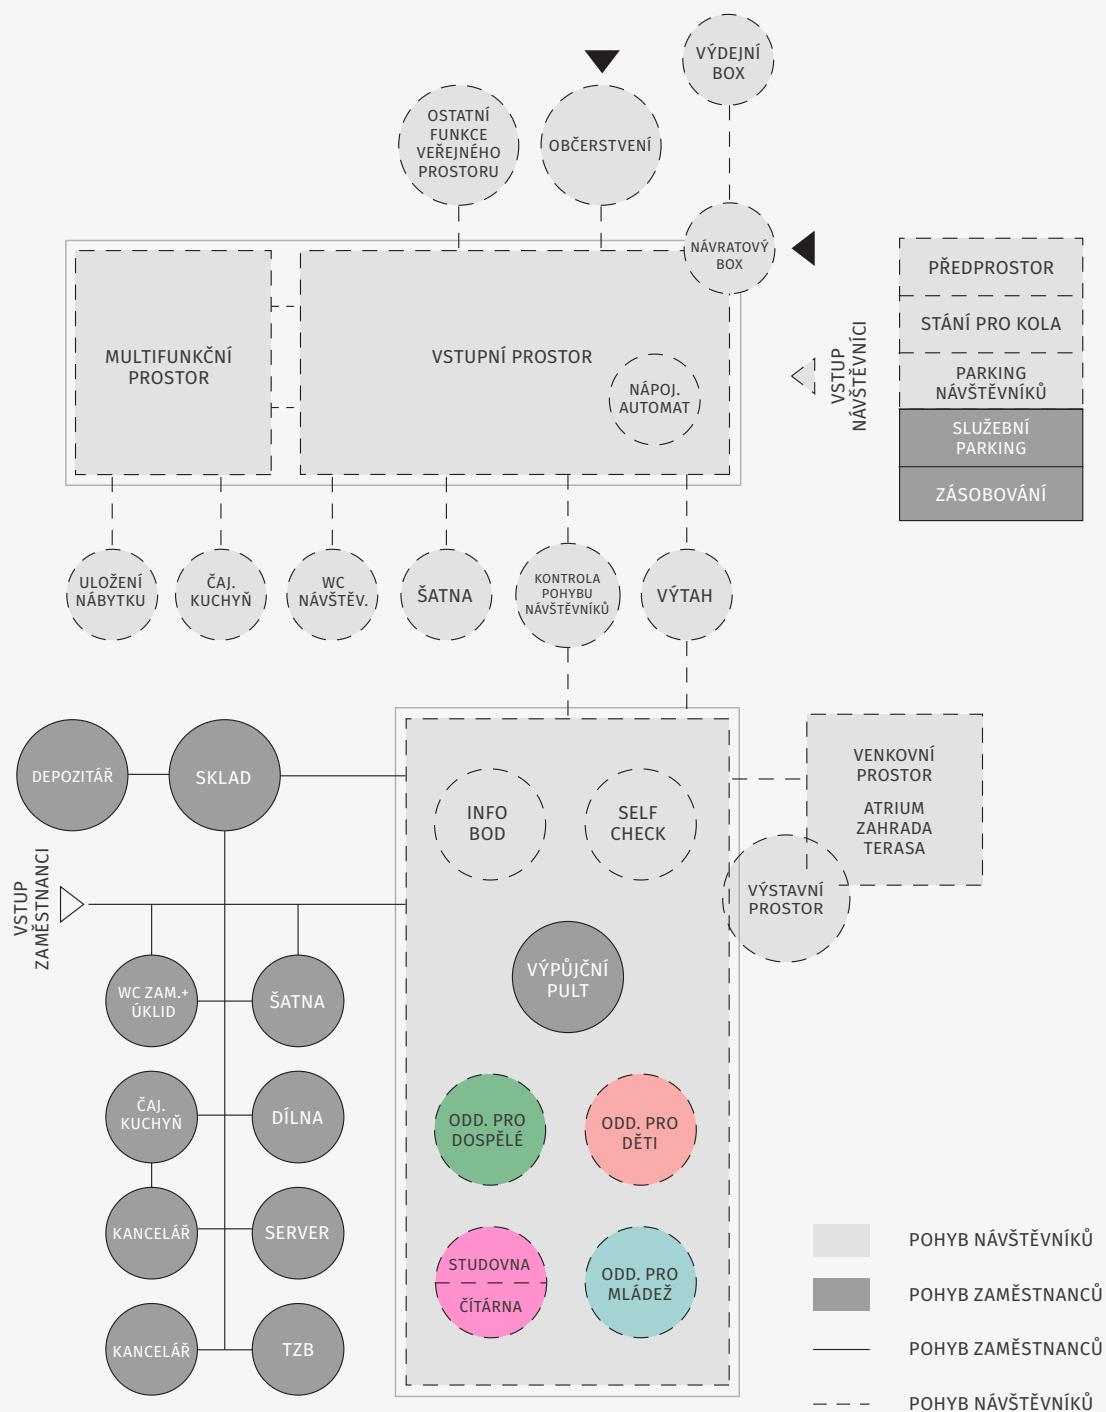 VÝDEJNÍ
BOX
OSTATNÍ
FUNKCE
VEŘEJNÉHO
PROSTORU
OBČERSTVENÍ
NÁVRATOVÝ
BOX
MULTIFUNKČNÍ
PROSTOR
VSTUPNÍ PROSTOR
NÁPOJ.
AUTOMAT
VSTUP
NÁVŠTĚVNÍCI
PŘEDPROSTOR
STÁNÍ PRO KOLA
PARKING
NÁVŠTĚVNÍKŮ
SLUŽEBNÍ
PARKING
ZÁSOBOVÁNÍ
ULOŽENÍ
NÁBYTKU
ČAJ.
KUCHYŇ
WC
NÁVŠTĚV.
ŠATNA
KONTROLA
POHYBU
NÁVŠTĚVNÍKŮ
VÝTAH
DEPOZITÁŘ
SKLAD
INFO
BOD
SELF
CHECK
VENKOVNÍ
PROSTOR
ATRIUM
ZAHRADA
TERASA
VÝSTAVNÍ
PROSTOR
VSTUP
ZAMĚSTNANCI
VÝPŮJČNÍ
PULT
WC ZAM.+
ÚKLID
ŠATNA
ČAJ.
KUCHYŇ
DÍLNA
ODD. PRO
DOSPĚLÉ
ODD. PRO
DĚTI
KANCELÁŘ
SERVER
STUDOVNA
ČÍTÁRNA
ODD. PRO
MLÁDEŽ
KANCELÁŘ
TZB
POHYB NÁVŠTĚVNÍKŮ
POHYB ZAMĚSTNANCŮ
POHYB ZAMĚSTNANCŮ
POHYB NÁVŠTĚVNÍKŮ